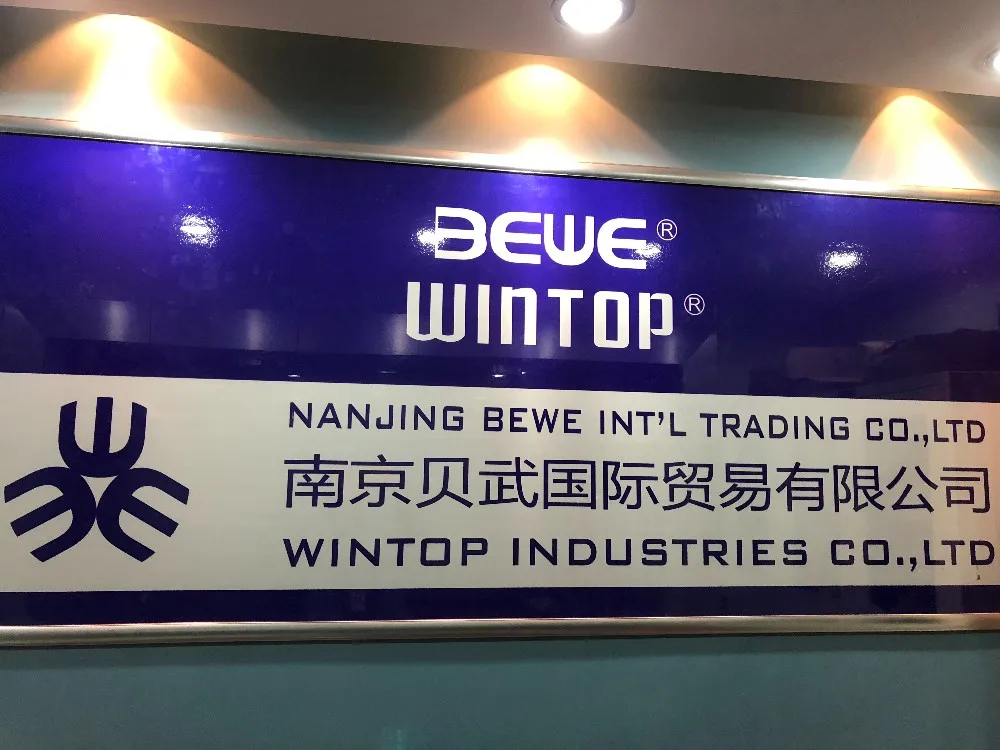 BEWE®
WINTOP®
NANJING BEWE INT'L TRADING CO.,LTD
南京贝武国际贸易有限公司
WINTOP INDUSTRIES CO.,LTD